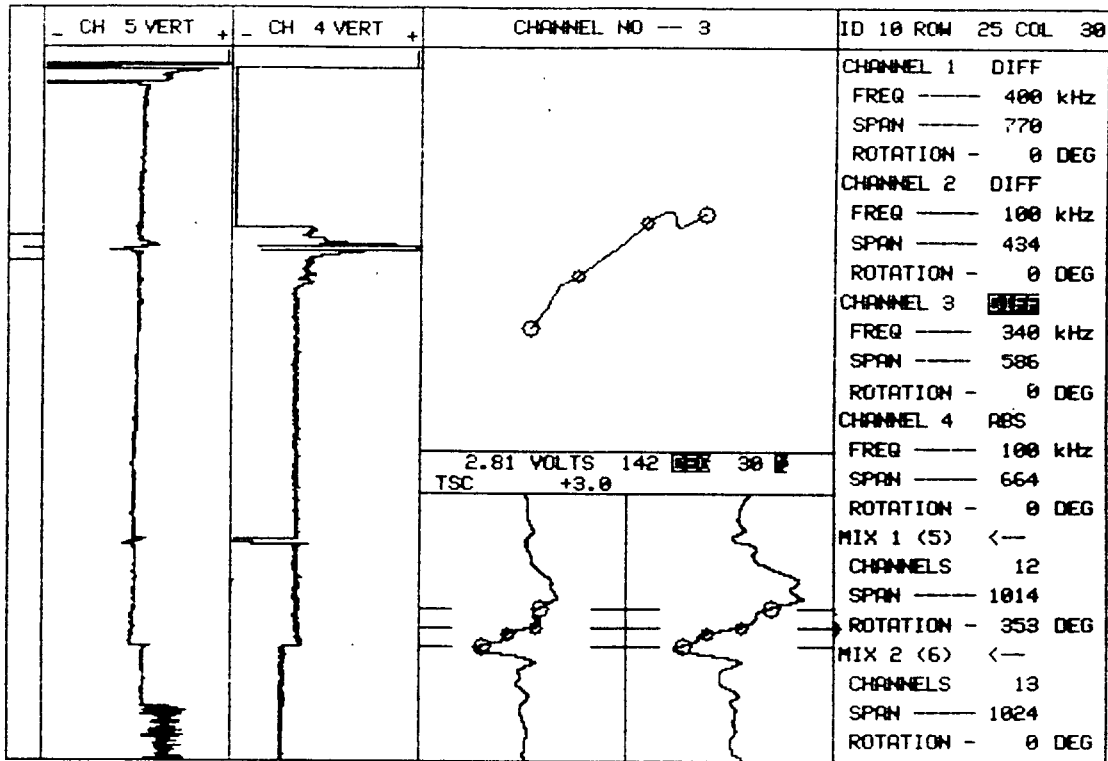 _ CH 5 VERT +
_ CH 4 VERT +
CHANNEL NO -- 3
ID 10 ROW 25 COL 30
CHANNEL 1 DIFF
FREQ ---- 400 kHz
SPAN ---- 770
ROTATION - 0 DEG
CHANNEL 2 DIFF
FREQ ---- 100 kHz
SPAN ---- 434
ROTATION - 0 DEG
CHANNEL 3 DIFF
FREQ ---- 340 kHz
SPAN ---- 586
ROTATION - 0 DEG
CHANNEL 4 ABS
FREQ ---- 100 kHz
SPAN ---- 664
ROTATION - 0 DEG
MIX 1 (5) <--
CHANNELS 12
SPAN ---- 1014
ROTATION - 353 DEG
MIX 2 (6) <--
CHANNELS 13
SPAN ---- 1024
ROTATION - 0 DEG
2.81 VOLTS 142 30
TSC +3.0